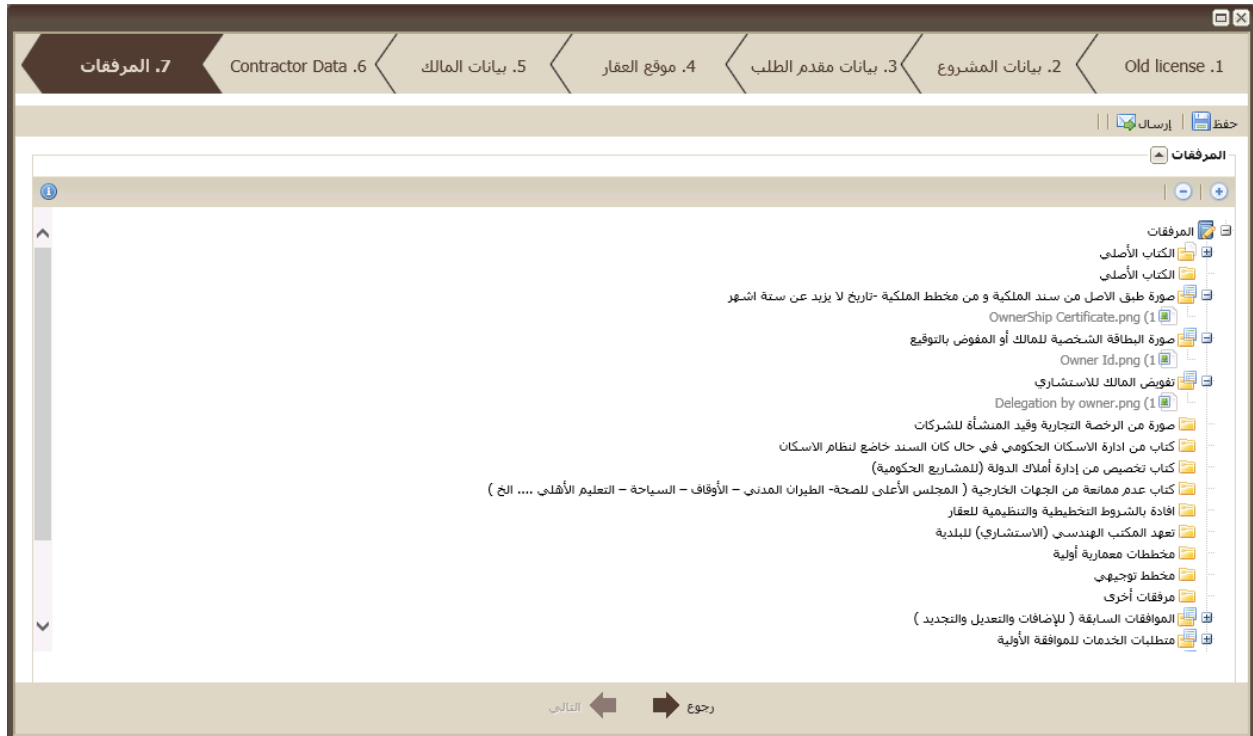 Old license .1
2. بيانات المشروع
3. بيانات مقدم الطلب
4. موقع العقار
5. بيانات المالك
Contractor Data .6
7. المرفقات
حفظ | إرسال | |
المرفقات
المرفقات
الكتاب الأصلي
الكتاب الأصلي
صورة طبق الاصل من سند الملكية و من مخطط الملكية -تاريخ لا يزيد عن ستة اشهر
OwnerShip Certificate.png (1
صورة البطاقة الشخصية للمالك أو المفوض بالتوقيع
Owner Id.png (1
تفويض المالك للاستشاري
Delegation by owner.png (1
صورة من الرخصة التجارية وقيد المنشأة للشركات
كتاب من ادارة الاسكان الحكومي في حال كان السند خاضع لنظام الاسكان
كتاب تخصيص من إدارة أملاك الدولة (للمشاريع الحكومية)
كتاب عدم ممانعة من الجهات الخارجية ( المجلس الأعلى للصحة- الطيران المدني – الأوقاف – السياحة – التعليم الأهلي .... الخ )
افادة بالشروط التخطيطية والتنظيمية للعقار
تعهد المكتب الهندسي (الاستشاري) للبلدية
مخططات معمارية أولية
مخطط توجيهي
مرفقات أخرى
الموافقات السابقة ( للإضافات والتعديل والتجديد )
متطلبات الخدمات للموافقة الأولية
رجوع
التالي